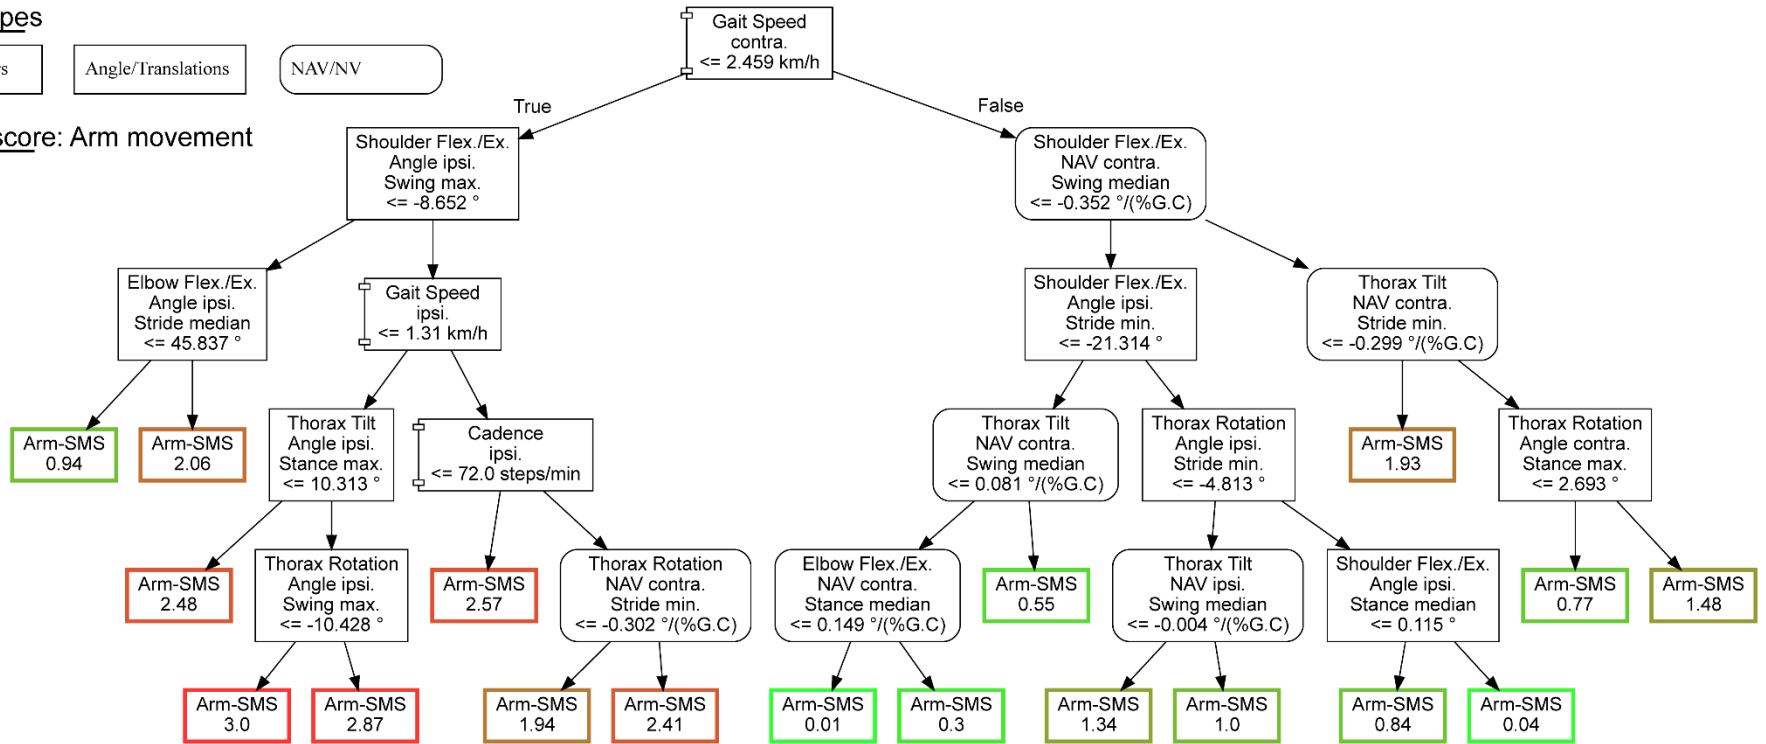 pes
Gait Speed
contra.
<= 2.459 km/h
rs
Angle/Translations
NAV/NV
True
False
score: Arm movement
Shoulder Flex./Ex.
Angle ipsi.
Swing max.
<= -8.652 °
Shoulder Flex./Ex.
NAV contra.
Swing median
<= -0.352 °/(%G.C)
Elbow Flex./Ex.
Angle ipsi.
Stride median
<= 45.837 °
Gait Speed
ipsi.
<= 1.31 km/h
Shoulder Flex./Ex.
Angle ipsi.
Stride min.
<= -21.314 °
Thorax Tilt
NAV contra.
Stride min.
<= -0.299 °/(%G.C)
Arm-SMS
0.94
Arm-SMS
2.06
Thorax Tilt
Angle ipsi.
Stance max.
<= 10.313 °
Cadence
ipsi.
<= 72.0 steps/min
Thorax Tilt
NAV contra.
Swing median
<= 0.081 °/(%G.C)
Thorax Rotation
Angle ipsi.
Stride min.
<= -4.813 °
Arm-SMS
1.93
Thorax Rotation
Angle contra.
Stance max.
<= 2.693 °
Arm-SMS
2.48
Thorax Rotation
Angle ipsi.
Swing max.
<= -10.428 °
Arm-SMS
2.57
Thorax Rotation
NAV contra.
Stride min.
<= -0.302 °/(%G.C)
Elbow Flex./Ex.
NAV contra.
Stance median
<= 0.149 °/(%G.C)
Arm-SMS
0.55
Thorax Tilt
NAV ipsi.
Swing median
<= -0.004 °/(%G.C)
Shoulder Flex./Ex.
Angle ipsi.
Stance median
<= 0.115 °
Arm-SMS
0.77
Arm-SMS
1.48
Arm-SMS
3.0
Arm-SMS
2.87
Arm-SMS
1.94
Arm-SMS
2.41
Arm-SMS
0.01
Arm-SMS
0.3
Arm-SMS
1.34
Arm-SMS
1.0
Arm-SMS
0.84
Arm-SMS
0.04